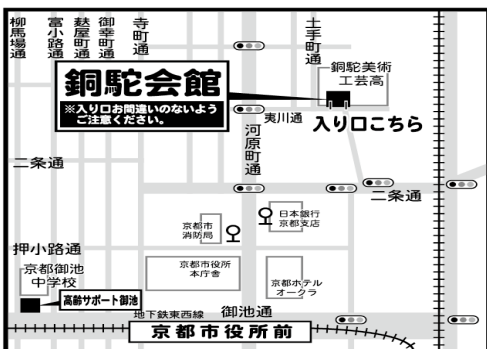 柳馬場通
富小路通
麸屋町通
御幸町通
寺町通
土手町通
銅駝会館
※入り口お間違いのないよう
ご注意ください。
銅駝美術
工芸高
夷川通
入り口こちら
河原町通
二条通
二条通
京都市
消防局
日本銀行
京都支店
押小路通
京都御池
中学校
京都市役所
本庁舎
京都ホテル
オークラ
高齢サポート御池
地下鉄東西線
御池通
京都市役所前